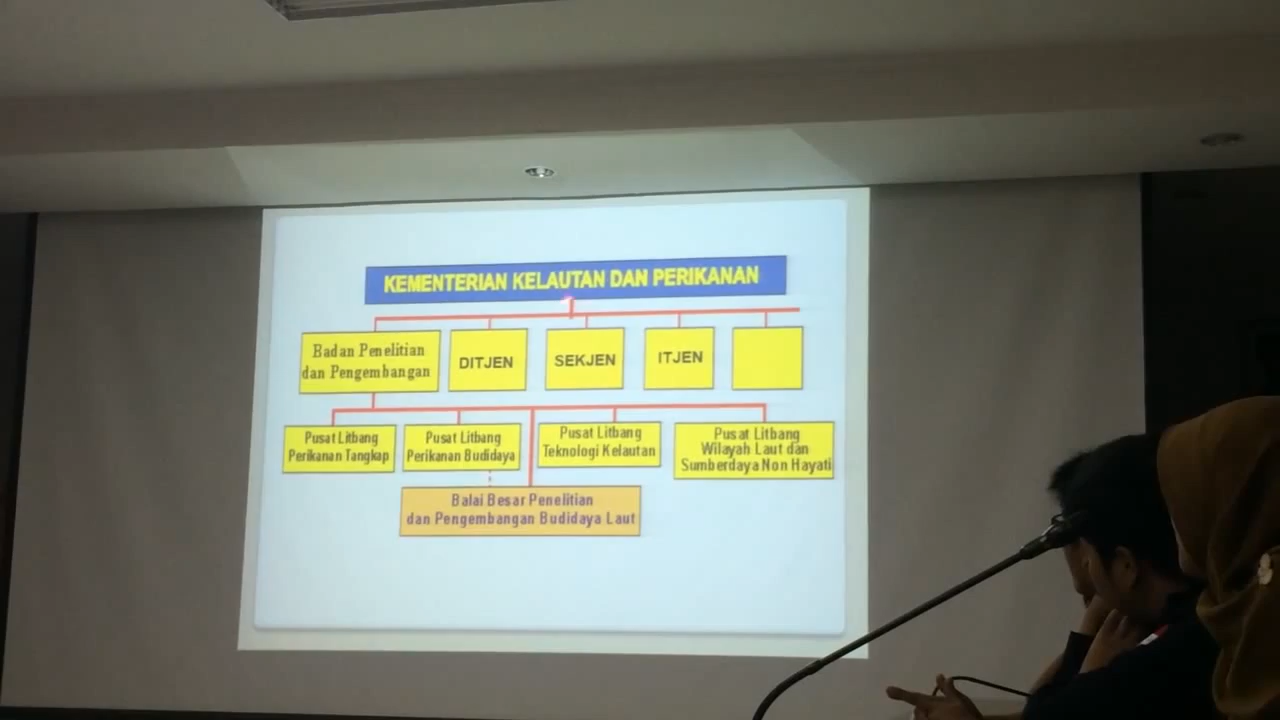 KEMENTERIAN KELAUTAN DAN PERIKANAN
Badan Penelitian
dan Pengembangan
DITJEN
SEKJEN
ITJEN
Pusat Litbang
Perikanan Tangkap
Pusat Litbang
Perikanan Budidaya
Pusat Litbang
Teknologi Kelautan
Pusat Litbang
Wilayah Laut dan
Sumberdaya Non Hayati
Balai Besar Penelitian
dan Pengembangan Budidaya Laut